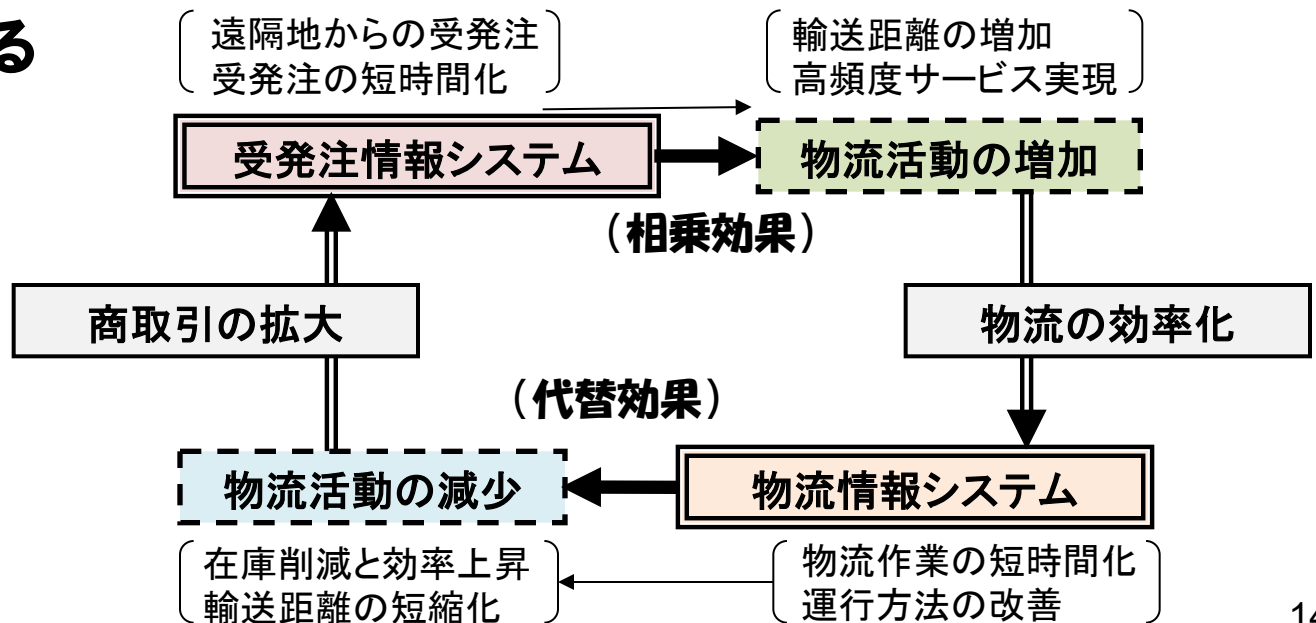 る
遠隔地からの受発注
受発注の短時間化
輸送距離の増加
高頻度サービス実現
受発注情報システム
物流活動の増加
（相乗効果）
商取引の拡大
物流の効率化
（代替効果）
物流活動の減少
物流情報システム
在庫削減と効率上昇
輸送距離の短縮化
物流作業の短時間化
運行方法の改善
14